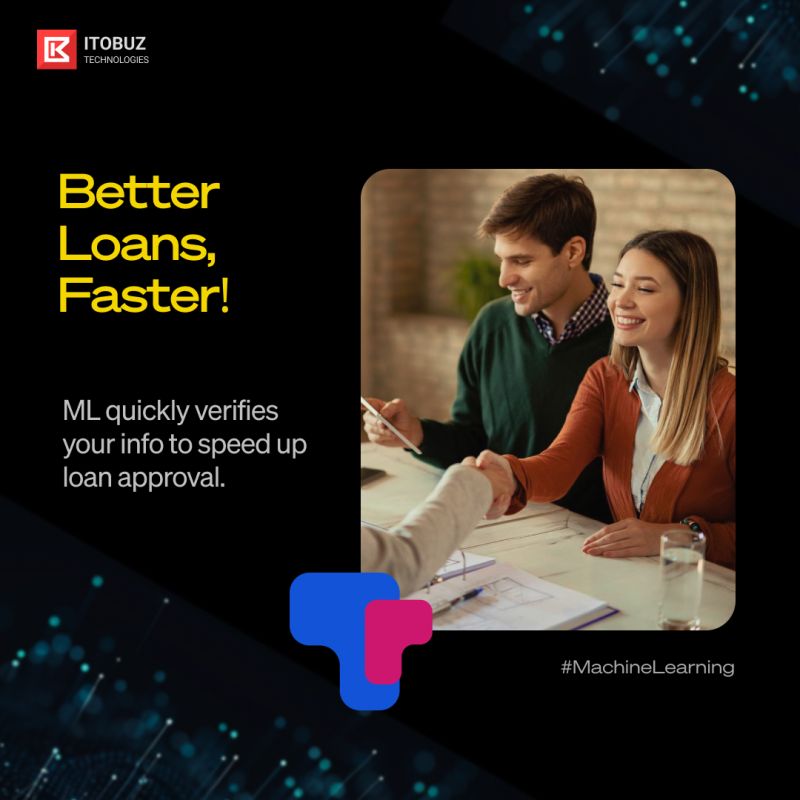 ITOBUZ
TECHNOLOGIES
Better
Loans,
Faster!
ML quickly verifies
your info to speed up
loan approval.
#MachineLearning